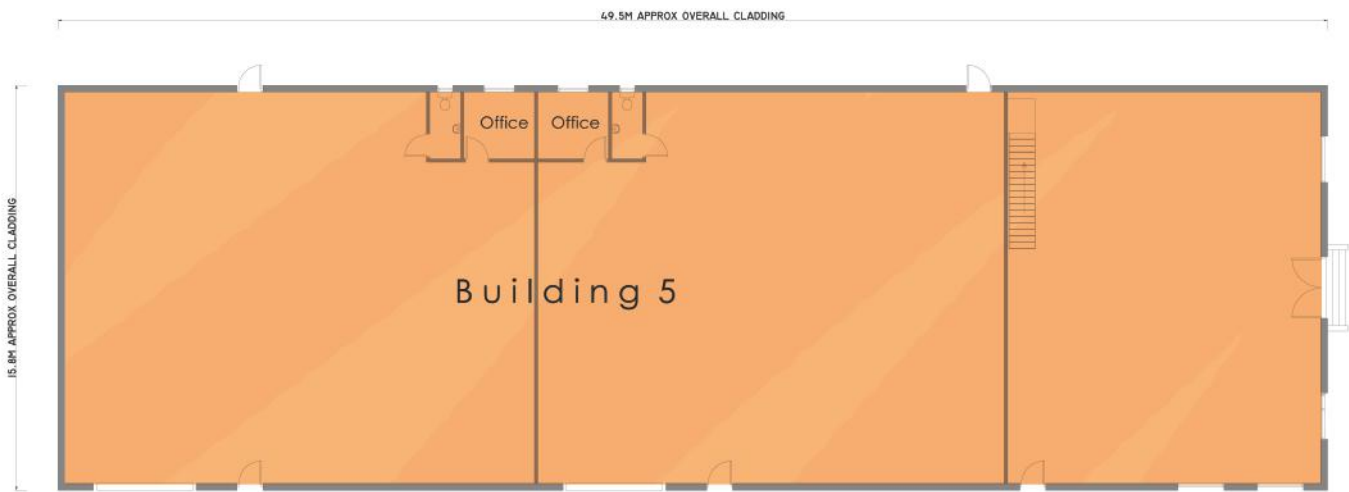 49.5M APPROX OVERALL CLADDING
15.8M APPROX OVERALL CLADDING
Office Office
Building 5